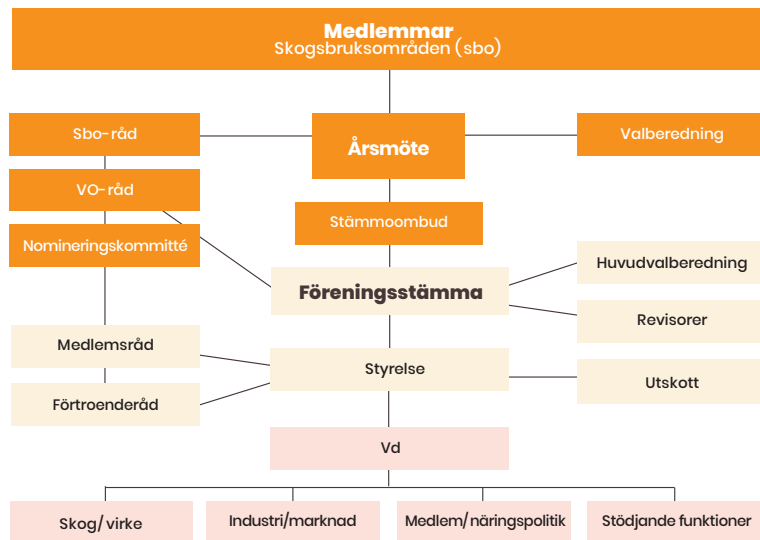 Medlemmar
Skogsbruksområden (sbo)
Sbo-råd
Årsmöte
Valberedning
VO-råd
Stämmoombud
Nomineringskommitté
Huvudvalberedning
Föreningsstämma
Revisorer
Medlemsråd
Styrelse
Utskott
Förtroenderåd
Vd
Skog/virke
Industri/marknad
Medlem/näringspolitik
Stödjande funktioner